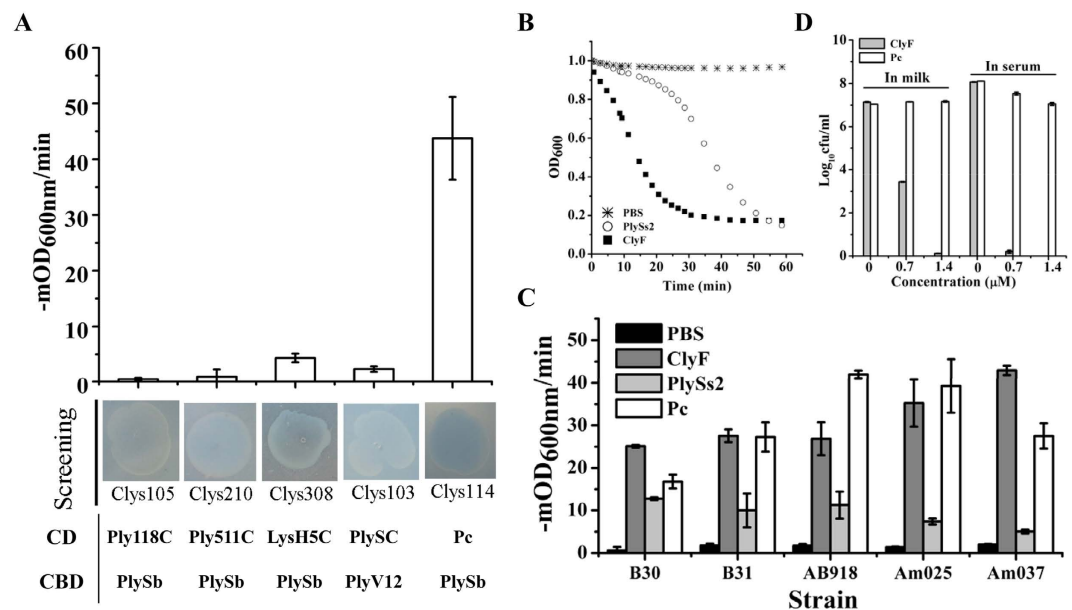 A
60
50
40
30
20
10
5
0
-mOD600nm/min
Screening
Clys105 Clys210 Clys308 Clys103 Clys114
CD Ply118C Ply511C LysH5C PlySC Pc
CBD PlySb PlySb PlySb PlyV12 PlySb
B
1.0
0.8
0.6
0.4
0.2
0.0
OD600
PBS
PlySs2
ClyF
0 10 20 30 40 50 60
Time (min)
D
10
8
6
4
2
0
Log10cfu/ml
ClyF
Pc
In milk
In serum
0 0.7 1.4 0 0.7 1.4
Concentration (μM)
C
50
40
30
20
10
0
-mOD600nm/min
PBS
ClyF
PlySs2
Pc
B30 B31 AB918 Am025 Am037
Strain